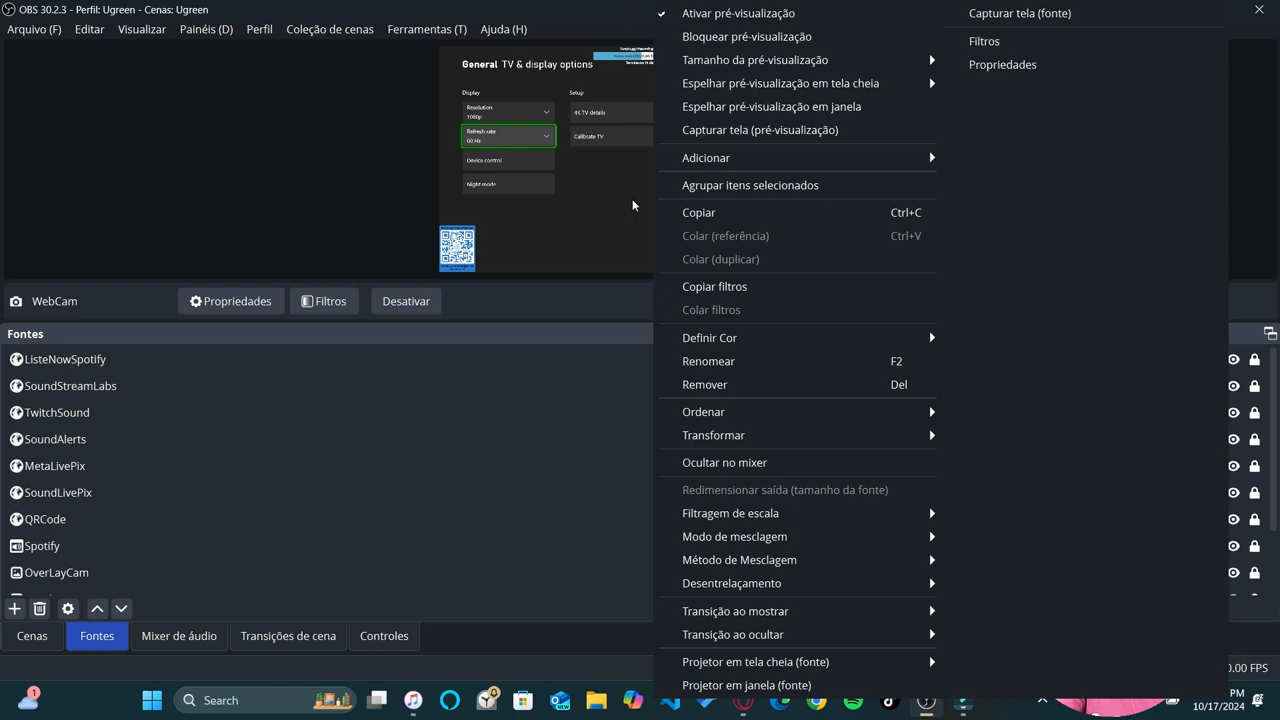 OBS 30.2.3 - Perfil: Ugreen - Cenas: Ugreen
Arquivo (F)
Editar
Visualizar
Painéis (D)
Perfil
Coleção de cenas
Ferramentas (T)
Ajuda (H)
General TV & display options
Display
Setup
Resolution
1080p
4K TV details
Refresh rate
60 Hz
Calibrate TV
Device control
Night mode
WebCam
Propriedades
Filtros
Desativar
Fontes
ListeNowSpotify
SoundStreamLabs
TwitchSound
SoundAlerts
MetaLivePix
SoundLivePix
QRCode
Spotify
OverLayCam
Cenas
Fontes
Mixer de áudio
Transições de cena
Controles
Ativar pré-visualização
Bloquear pré-visualização
Tamanho da pré-visualização
Espelhar pré-visualização em tela cheia
Espelhar pré-visualização em janela
Capturar tela (pré-visualização)
Adicionar
Agrupar itens selecionados
Copiar Ctrl+C
Colar (referência) Ctrl+V
Colar (duplicar)
Copiar filtros
Colar filtros
Definir Cor
Renomear F2
Remover Del
Ordenar
Transformar
Ocultar no mixer
Redimensionar saída (tamanho da fonte)
Filtragem de escala
Modo de mesclagem
Método de Mesclagem
Desentrelaçamento
Transição ao mostrar
Transição ao ocultar
Projetor em tela cheia (fonte)
Projetor em janela (fonte)
Capturar tela (fonte)
Filtros
Propriedades
0.00 FPS
1
Search
PM
10/17/2024